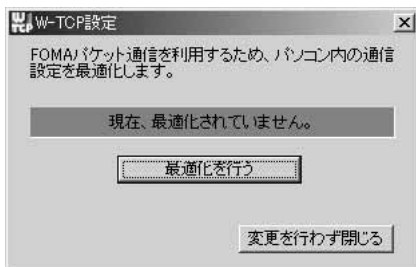 W-TCP設定
FOMAパケット通信を利用するため、パソコン内の通信
設定を最適化します。
現在、最適化されていません。
最適化を行う
変更を行わず閉じる